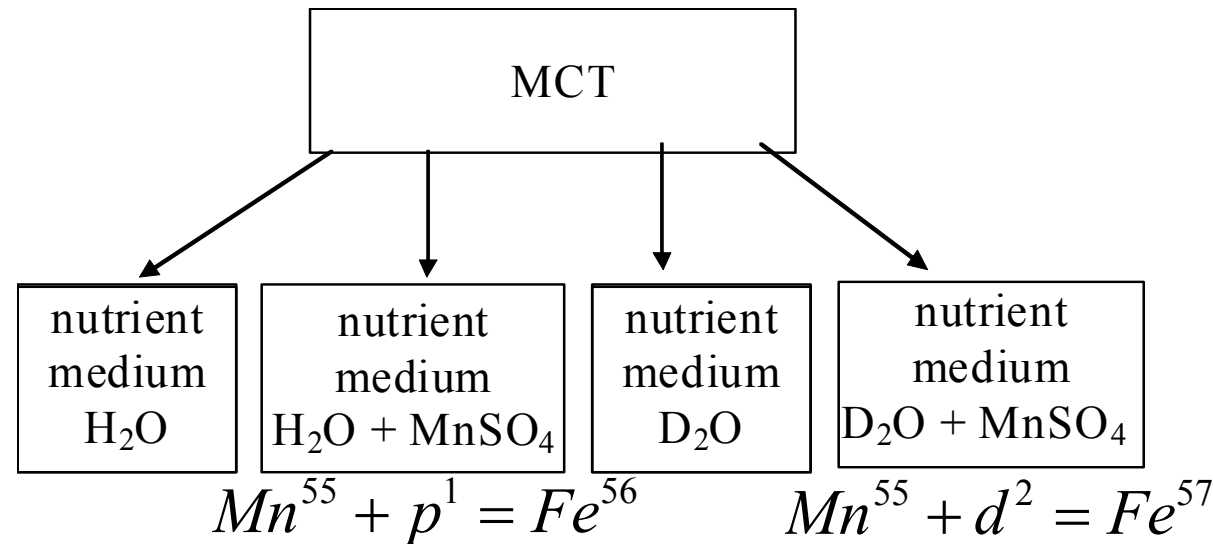 MCT
nutrient
medium
H₂O
nutrient
medium
H₂O + MnSO₄
nutrient
medium
D₂O
nutrient
medium
D₂O + MnSO₄
Mn⁵⁵ + p¹ = Fe⁵⁶
Mn⁵⁵ + d² = Fe⁵⁷